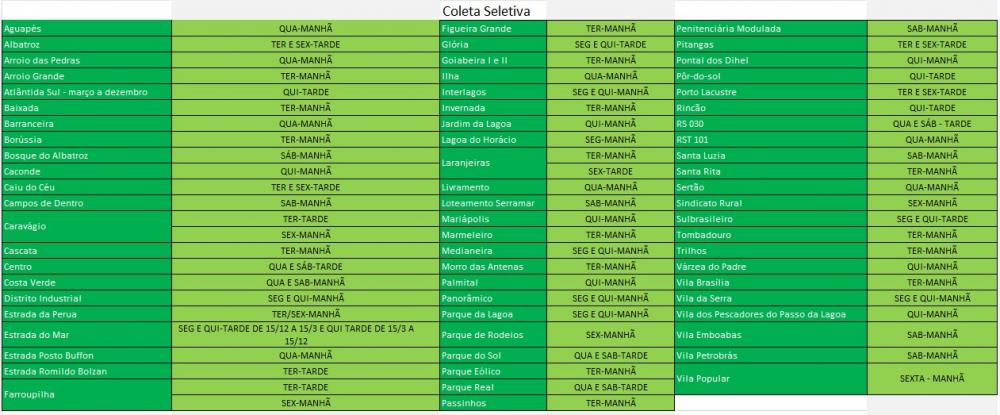 Coleta Seletiva
Aguapés QUA-MANHÃ
Albatroz TER E SEX-TARDE
Arroio das Pedras QUA-MANHÃ
Arroio Grande TER-MANHÃ
Atlântida Sul - março a dezembro QUI-TARDE
Baixada TER-MANHÃ
Barranceira QUA-MANHÃ
Borússia TER-MANHÃ
Bosque do Albatroz SÁB-MANHÃ
Caconde QUI-MANHÃ
Caiu do Céu TER E SEX-TARDE
Campos de Dentro SAB-MANHÃ
Caravágio TER-TARDE
SEX-MANHÃ
Cascata TER-MANHÃ
Centro QUA E SÁB-TARDE
Costa Verde QUA E SAB-MANHÃ
Distrito Industrial SEG E QUI-MANHÃ
Estrada da Perua TER/SEX-MANHÃ
Estrada do Mar SEG E QUI-TARDE DE 15/12 A 15/3 E QUI TARDE DE 15/3 A
15/12
Estrada Posto Buffon QUA-MANHÃ
Estrada Romildo Bolzan TER-TARDE
Farroupilha TER-TARDE
SEX-MANHÃ
Figueira Grande TER-MANHÃ
Glória SEG E QUI-TARDE
Goiabeira I e II TER-MANHÃ
Ilha QUA-MANHÃ
Interlagos SEG E QUI-MANHÃ
Invernada TER-MANHÃ
Jardim da Lagoa QUI-MANHÃ
Lagoa do Horácio SEG-MANHÃ
Laranjeiras TER-MANHÃ
SEX-TARDE
Livramento QUA-MANHÃ
Loteamento Serramar SAB-MANHÃ
Mariápolis QUI-MANHÃ
Marmeleiro TER-MANHÃ
Medianeira SEG E QUI-MANHÃ
Morro das Antenas TER-MANHÃ
Palmital QUI-MANHÃ
Panorâmico SEG E QUI-MANHÃ
Parque da Lagoa SEG E QUI-MANHÃ
Parque de Rodeios SEX-MANHÃ
Parque do Sol QUA E SAB-TARDE
Parque Eólico TER-MANHÃ
Parque Real QUA E SAB-TARDE
Passinhos TER-MANHÃ
Penitenciária Modulada SAB-MANHÃ
Pitangas TER E SEX-TARDE
Pontal dos Dihel QUI-MANHÃ
Pôr-do-sol QUI-TARDE
Porto Lacustre TER E SEX-TARDE
Rincão QUI-TARDE
RS 030 QUA E SÁB - TARDE
RST 101 QUA-MANHÃ
Santa Luzia SAB-MANHÃ
Santa Rita TER-MANHÃ
Sertão QUA-MANHÃ
Sindicato Rural SEX-MANHÃ
Sulbrasileiro SEG E QUI-TARDE
Tombadouro TER-MANHÃ
Trilhos TER-MANHÃ
Várzea do Padre QUI-MANHÃ
Vila Brasília TER-MANHÃ
Vila da Serra SEG E QUI-MANHÃ
Vila dos Pescadores do Passo da Lagoa QUI-MANHÃ
Vila Emboabas SAB-MANHÃ
Vila Petrobrás SAB-MANHÃ
Vila Popular SEXTA - MANHÃ